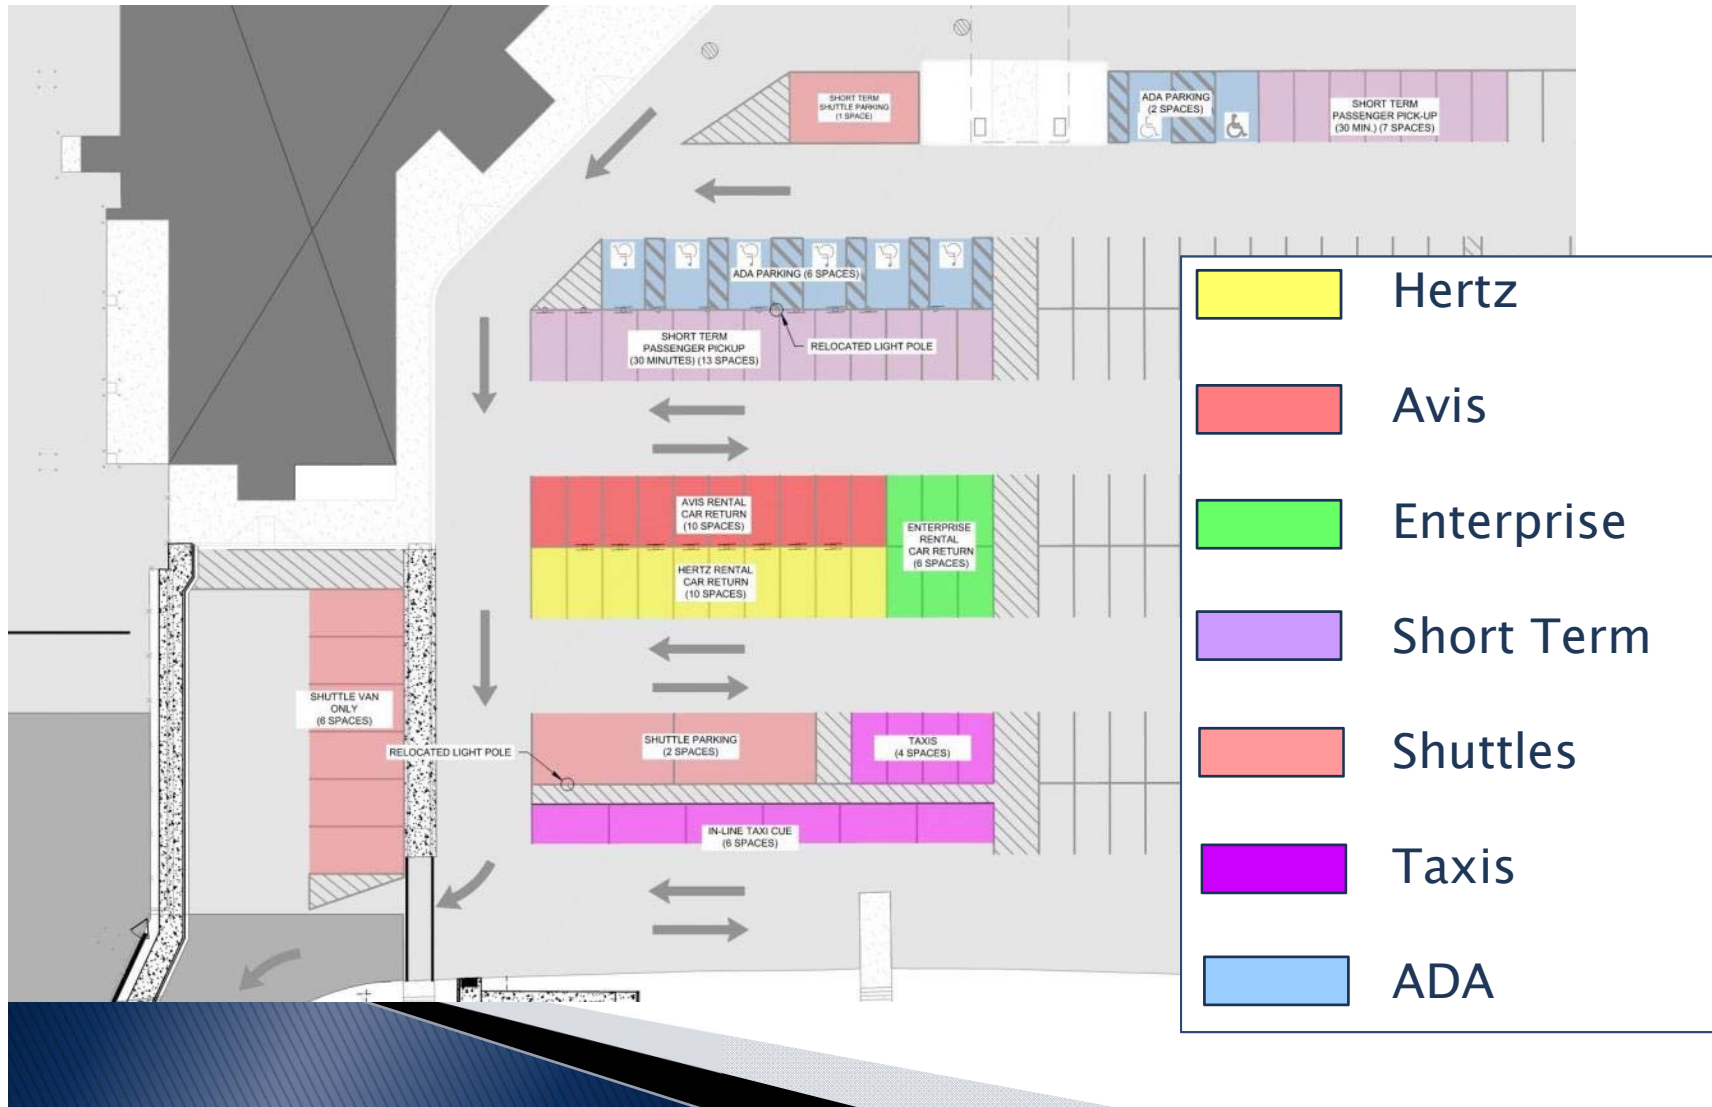 SHORT TERM
SHUTTLE PARKING
(1 SPACE)
ADA PARKING
(2 SPACES)
SHORT TERM
PASSENGER PICK-UP
(30 MIN.) (7 SPACES)
ADA PARKING (6 SPACES)
SHORT TERM
PASSENGER PICKUP
(30 MINUTES) (13 SPACES)
RELOCATED LIGHT POLE
AVIS RENTAL
CAR RETURN
(10 SPACES)
ENTERPRISE
RENTAL
CAR RETURN
(6 SPACES)
HERTZ RENTAL
CAR RETURN
(10 SPACES)
SHUTTLE VAN
ONLY
(6 SPACES)
SHUTTLE PARKING
(2 SPACES)
TAXIS
(4 SPACES)
RELOCATED LIGHT POLE
IN-LINE TAXI CUE
(6 SPACES)
Hertz
Avis
Enterprise
Short Term
Shuttles
Taxis
ADA